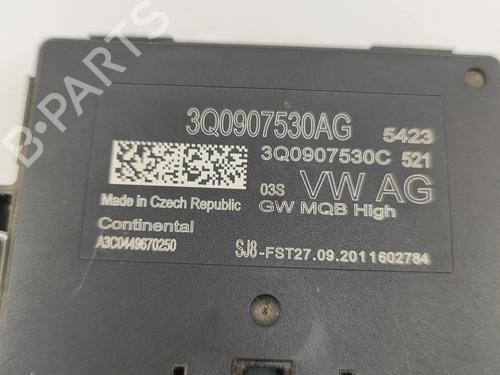 3Q0907530AG 5423
3Q0907530C 521
03S VW AG
Made in Czech Republic
GW MQB High
Continental
A3C0449670250
SJ8-FST27.09.2011602784
B-PARTS